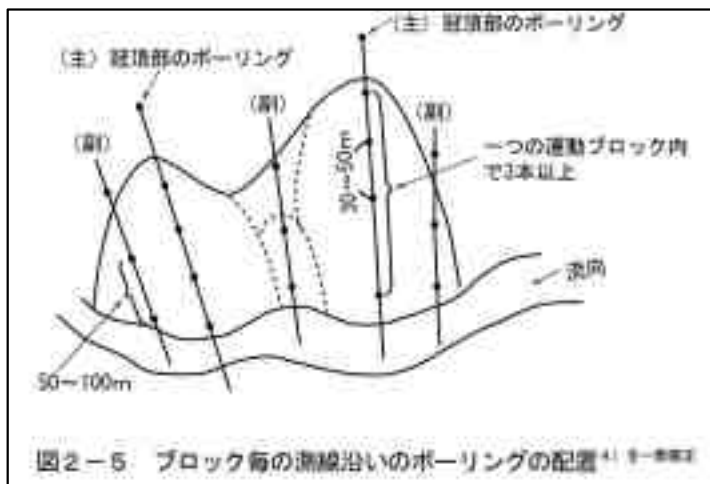 (主) 冠頂部のボーリング
(主) 冠頂部のボーリング
(副)
(副)
(副)
30～50m
一つの運動ブロック内
で3本以上
流向
50～100m
図2－5 ブロック毎の測線沿いのボーリングの配置